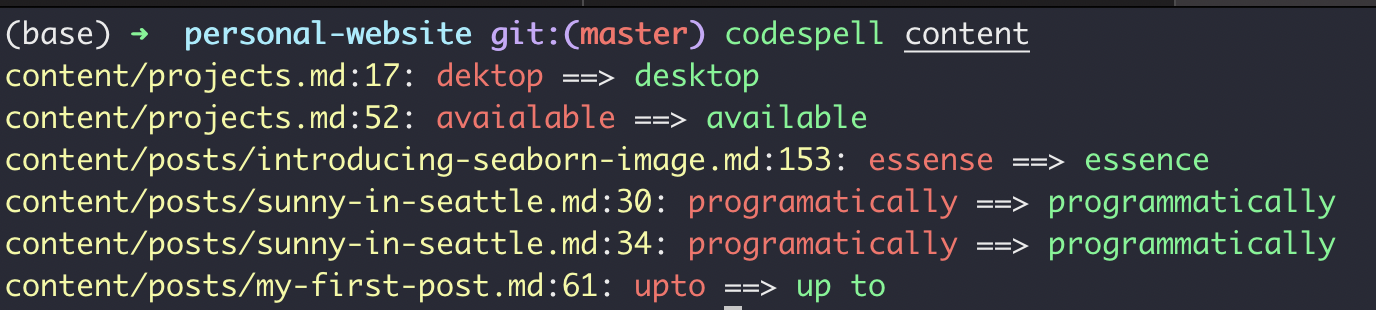 (base) ➜ personal-website git:(master) codespell content
content/projects.md:17: dektop ==> desktop
content/projects.md:52: avaialable ==> available
content/posts/introducing-seaborn-image.md:153: essense ==> essence
content/posts/sunny-in-seattle.md:30: programatically ==> programmatically
content/posts/sunny-in-seattle.md:34: programatically ==> programmatically
content/posts/my-first-post.md:61: upto ==> up to